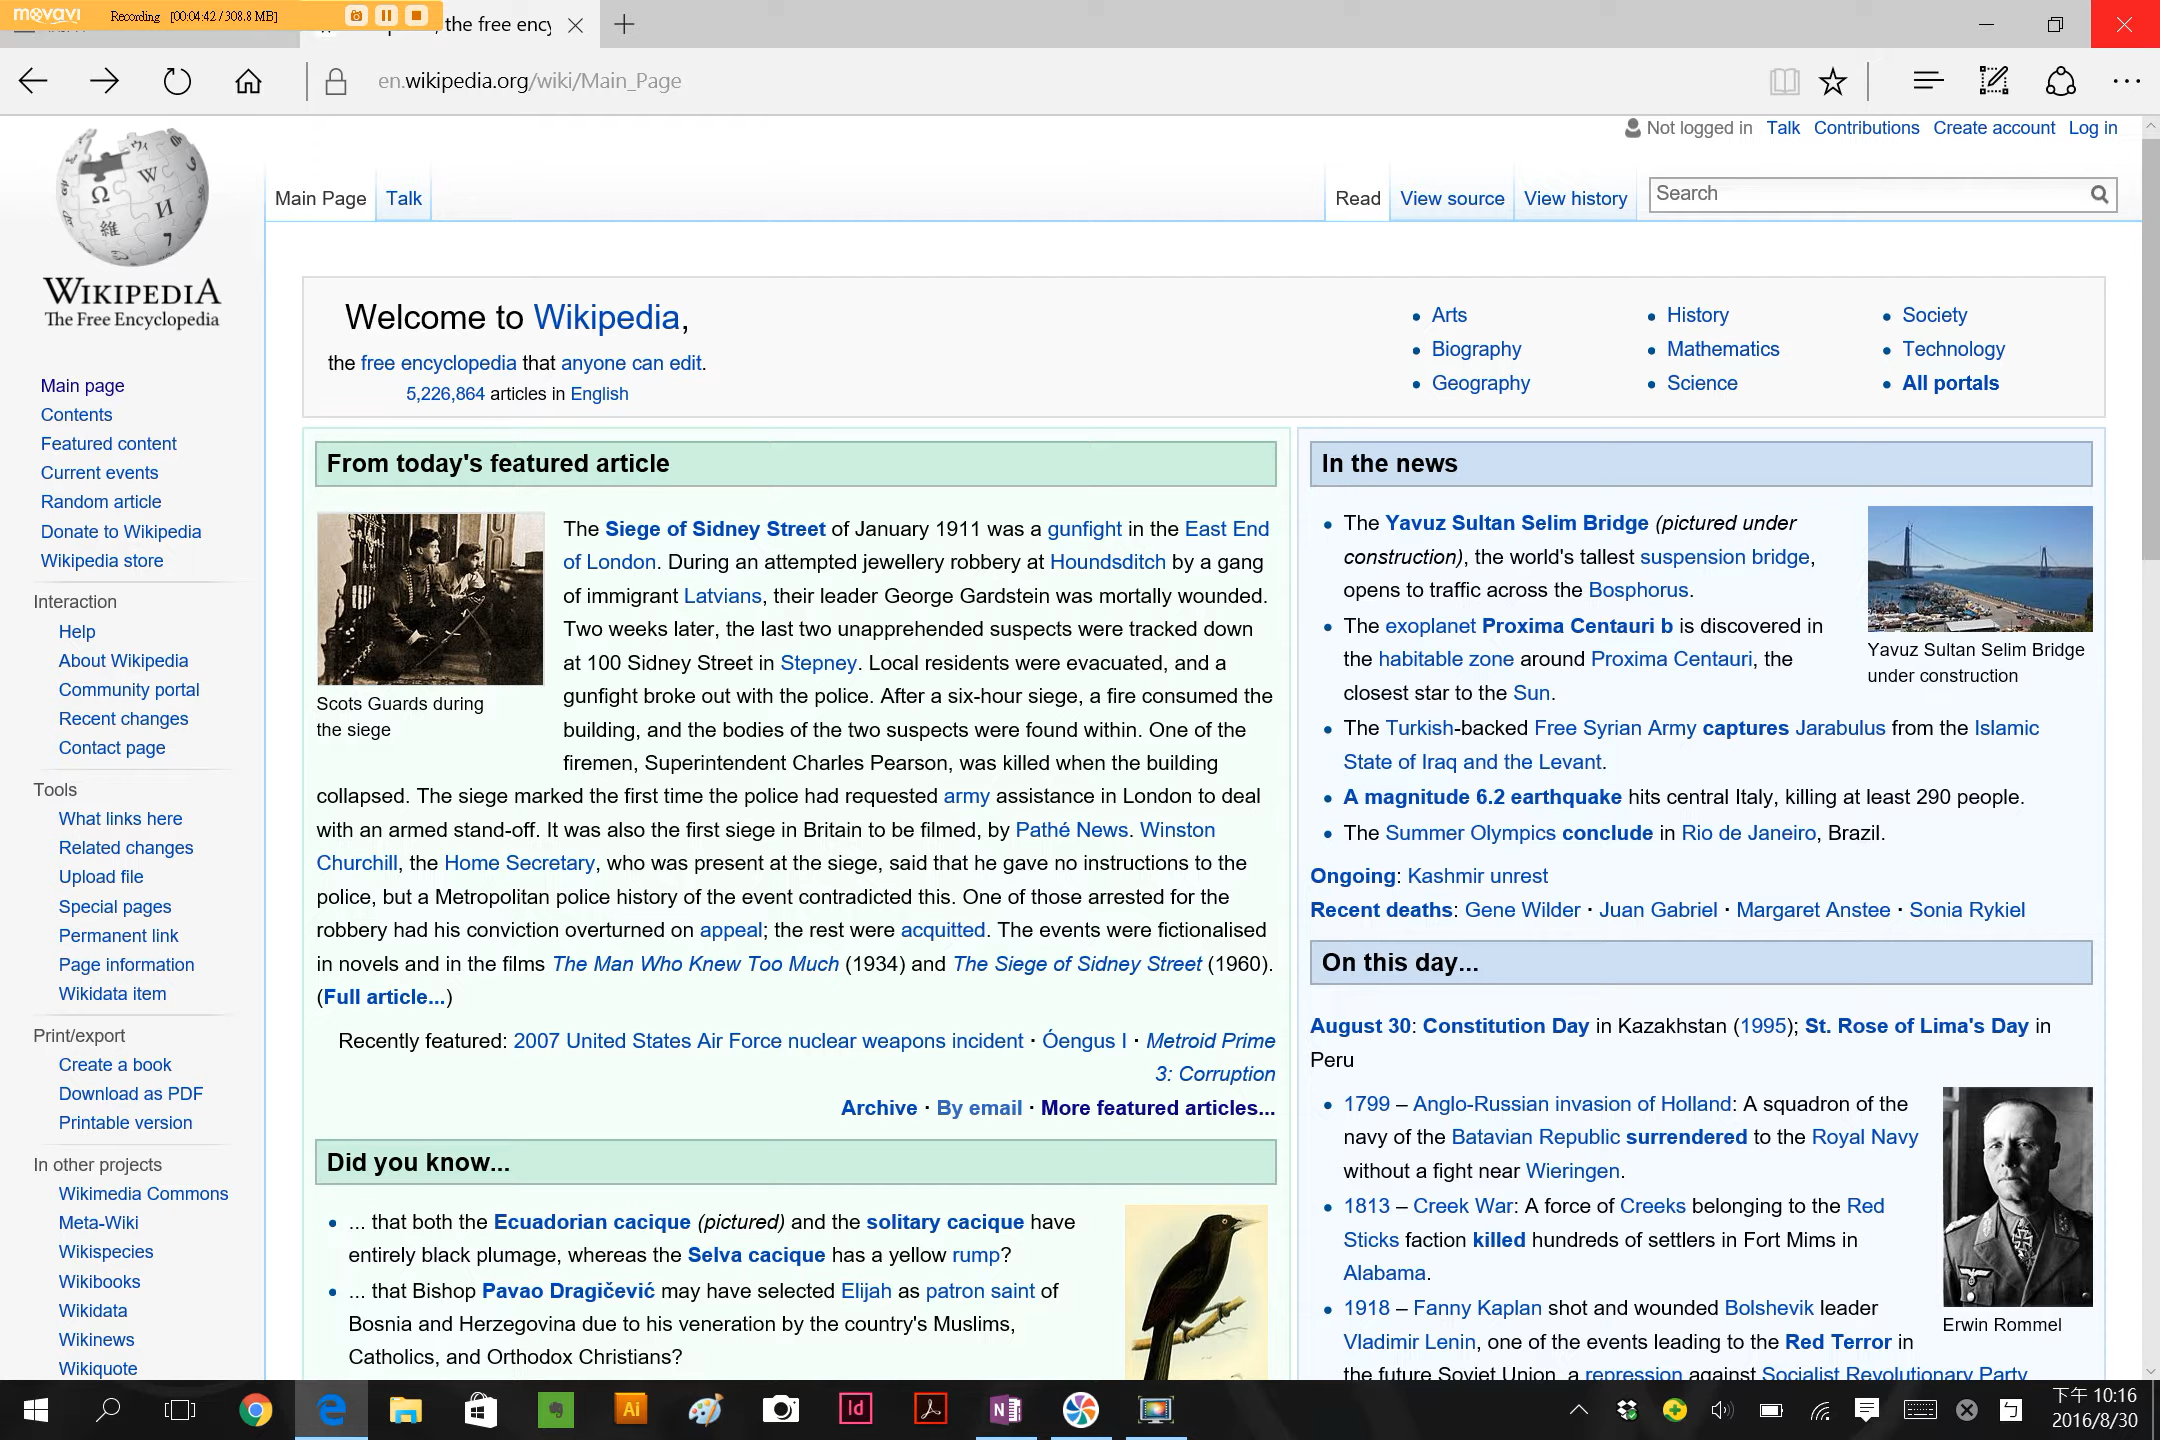 movavi Recording [00:04:42 / 308.8 MB]
the free ency
en.wikipedia.org/wiki/Main_Page
Not logged in Talk Contributions Create account Log in
Main Page Talk Read View source View history Search
WIKIPEDIA
The Free Encyclopedia
Main page
Contents
Featured content
Current events
Random article
Donate to Wikipedia
Wikipedia store
Interaction
Help
About Wikipedia
Community portal
Recent changes
Contact page
Tools
What links here
Related changes
Upload file
Special pages
Permanent link
Page information
Wikidata item
Print/export
Create a book
Download as PDF
Printable version
In other projects
Wikimedia Commons
Meta-Wiki
Wikispecies
Wikibooks
Wikidata
Wikinews
Wikiquote
Welcome to Wikipedia,
the free encyclopedia that anyone can edit.
5,226,864 articles in English
Arts
Biography
Geography
History
Mathematics
Science
Society
Technology
All portals
From today's featured article
Scots Guards during
the siege
The Siege of Sidney Street of January 1911 was a gunfight in the East End
of London. During an attempted jewellery robbery at Houndsditch by a gang
of immigrant Latvians, their leader George Gardstein was mortally wounded.
Two weeks later, the last two unapprehended suspects were tracked down
at 100 Sidney Street in Stepney. Local residents were evacuated, and a
gunfight broke out with the police. After a six-hour siege, a fire consumed the
building, and the bodies of the two suspects were found within. One of the
firemen, Superintendent Charles Pearson, was killed when the building
collapsed. The siege marked the first time the police had requested army assistance in London to deal
with an armed stand-off. It was also the first siege in Britain to be filmed, by Pathé News. Winston
Churchill, the Home Secretary, who was present at the siege, said that he gave no instructions to the
police, but a Metropolitan police history of the event contradicted this. One of those arrested for the
robbery had his conviction overturned on appeal; the rest were acquitted. The events were fictionalised
in novels and in the films The Man Who Knew Too Much (1934) and The Siege of Sidney Street (1960).
(Full article...)
Recently featured: 2007 United States Air Force nuclear weapons incident · Óengus I · Metroid Prime
3: Corruption
Archive · By email · More featured articles...
Did you know...
... that both the Ecuadorian cacique (pictured) and the solitary cacique have
entirely black plumage, whereas the Selva cacique has a yellow rump?
... that Bishop Pavao Dragičević may have selected Elijah as patron saint of
Bosnia and Herzegovina due to his veneration by the country's Muslims,
Catholics, and Orthodox Christians?
In the news
The Yavuz Sultan Selim Bridge (pictured under
construction), the world's tallest suspension bridge,
opens to traffic across the Bosphorus.
The exoplanet Proxima Centauri b is discovered in
the habitable zone around Proxima Centauri, the
closest star to the Sun.
Yavuz Sultan Selim Bridge
under construction
The Turkish-backed Free Syrian Army captures Jarabulus from the Islamic
State of Iraq and the Levant.
A magnitude 6.2 earthquake hits central Italy, killing at least 290 people.
The Summer Olympics conclude in Rio de Janeiro, Brazil.
Ongoing: Kashmir unrest
Recent deaths: Gene Wilder · Juan Gabriel · Margaret Anstee · Sonia Rykiel
On this day...
August 30: Constitution Day in Kazakhstan (1995); St. Rose of Lima's Day in
Peru
1799 – Anglo-Russian invasion of Holland: A squadron of the
navy of the Batavian Republic surrendered to the Royal Navy
without a fight near Wieringen.
1813 – Creek War: A force of Creeks belonging to the Red
Sticks faction killed hundreds of settlers in Fort Mims in
Alabama.
1918 – Fanny Kaplan shot and wounded Bolshevik leader
Vladimir Lenin, one of the events leading to the Red Terror in
the future Soviet Union, a repression against Socialist Revolutionary Party
Erwin Rommel
Ai Id N
下午 10:16
2016/8/30